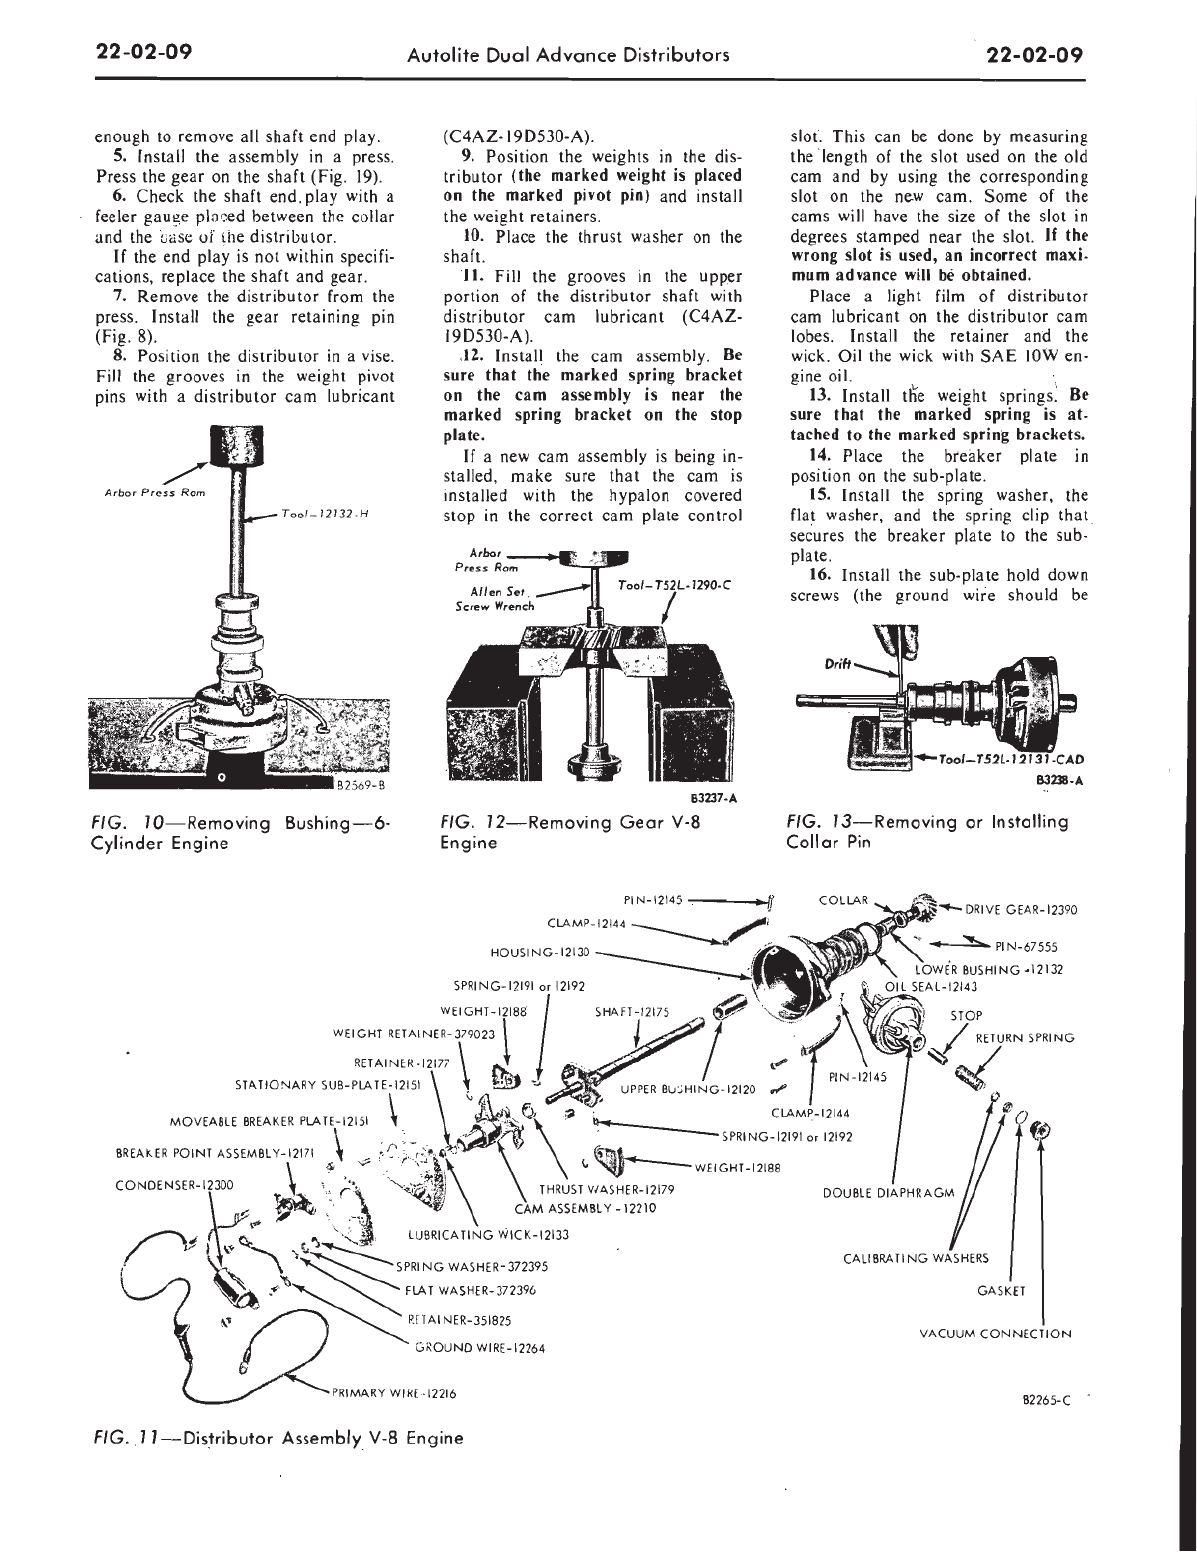 22-02-09 Autolite Dual Advance Distributors 22-02-09
enough to remove all shaft end play.
5. Install the assembly in a press.
Press the gear on the shaft (Fig. 19).
6. Check the shaft end play with a
feeler gauge placed between the collar
and the base of the distributor.
If the end play is not within specifi-
cations, replace the shaft and gear.
7. Remove the distributor from the
press. Install the gear retaining pin
(Fig. 8).
8. Position the distributor in a vise.
Fill the grooves in the weight pivot
pins with a distributor cam lubricant
Arbor Press Ram
Tool-12132-H
B2569-B
FIG. 10—Removing Bushing—6-
Cylinder Engine
(C4AZ-19D530-A).
9. Position the weights in the dis-
tributor (the marked weight is placed
on the marked pivot pin) and install
the weight retainers.
10. Place the thrust washer on the
shaft.
11. Fill the grooves in the upper
portion of the distributor shaft with
distributor cam lubricant (C4AZ-
19D530-A).
12. Install the cam assembly. Be
sure that the marked spring bracket
on the cam assembly is near the
marked spring bracket on the stop
plate.
If a new cam assembly is being in-
stalled, make sure that the cam is
installed with the hypalon covered
stop in the correct cam plate control
Arbor
Press Ram
Allen Set
Screw Wrench
Tool-T52L-1290-C
B3237-A
FIG. 12—Removing Gear V-8
Engine
slot. This can be done by measuring
the length of the slot used on the old
cam and by using the corresponding
slot on the new cam. Some of the
cams will have the size of the slot in
degrees stamped near the slot. If the
wrong slot is used, an incorrect maxi-
mum advance will be obtained.
Place a light film of distributor
cam lubricant on the distributor cam
lobes. Install the retainer and the
wick. Oil the wick with SAE 10W en-
gine oil.
13. Install the weight springs. Be
sure that the marked spring is at-
tached to the marked spring brackets.
14. Place the breaker plate in
position on the sub-plate.
15. Install the spring washer, the
flat washer, and the spring clip that
secures the breaker plate to the sub-
plate.
16. Install the sub-plate hold down
screws (the ground wire should be
Drift
Tool-T52L-12131-CAD
B3238-A
FIG. 13—Removing or Installing
Collar Pin
PIN-12145
COLLAR
DRIVE GEAR-12390
CLAMP-12144
PIN-67555
HOUSING-12130
LOWER BUSHING-12132
SPRING-12191 or 12192
OIL SEAL-12143
WEIGHT-12188
SHAFT-12175
STOP
WEIGHT RETAINER-379023
RETURN SPRING
RETAINER-12177
STATIONARY SUB-PLATE-12151
UPPER BUSHING-12120
PIN-12145
MOVEABLE BREAKER PLATE-12151
CLAMP-12144
SPRING-12191 or 12192
BREAKER POINT ASSEMBLY-12171
WEIGHT-12188
CONDENSER-12300
THRUST WASHER-12179
DOUBLE DIAPHRAGM
CAM ASSEMBLY-12210
LUBRICATING WICK-12133
CALIBRATING WASHERS
SPRING WASHER-372395
FLAT WASHER-372396
GASKET
RETAINER-351825
VACUUM CONNECTION
GROUND WIRE-12264
PRIMARY WIRE-12216
B2265-C
FIG. 11—Distributor Assembly V-8 Engine